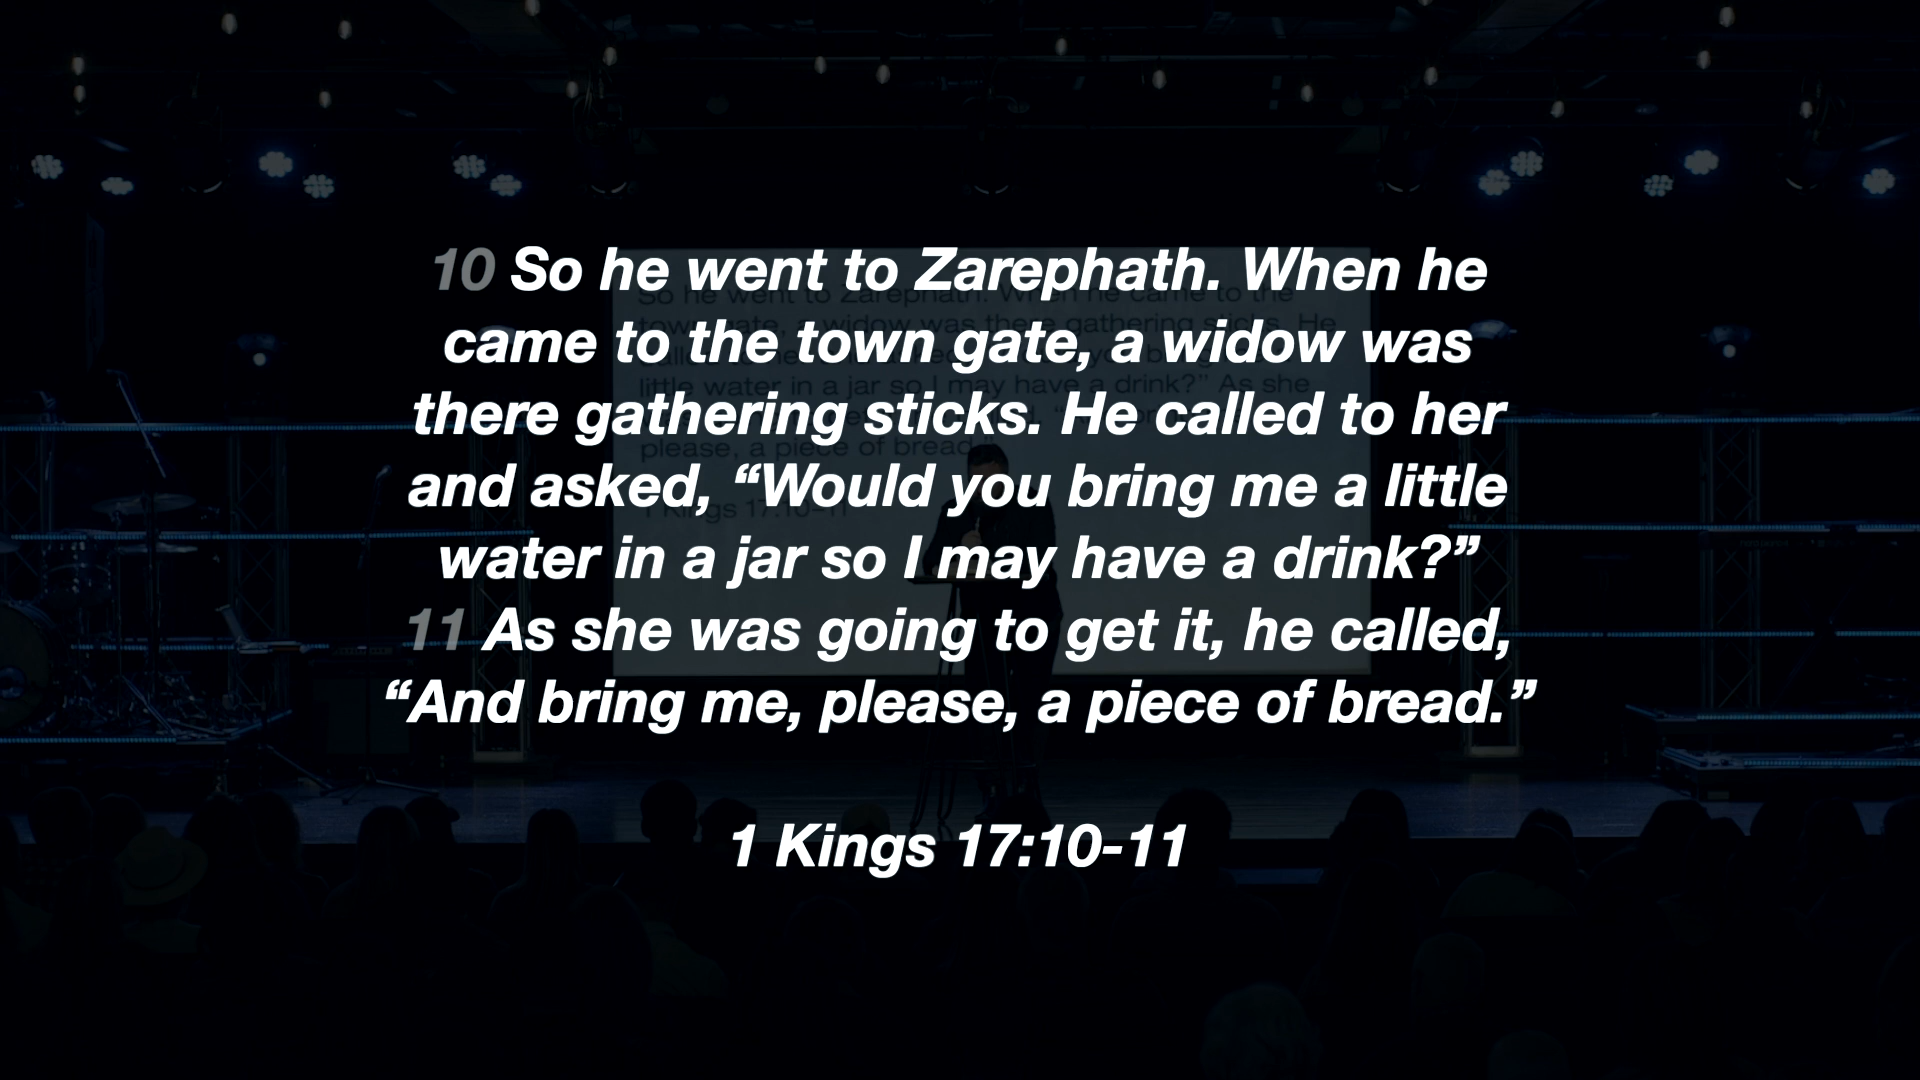 10 So he went to Zarephath. When he
came to the town gate, a widow was
there gathering sticks. He called to her
and asked, “Would you bring me a little
water in a jar so I may have a drink?”
11 As she was going to get it, he called,
“And bring me, please, a piece of bread.”
1 Kings 17:10-11